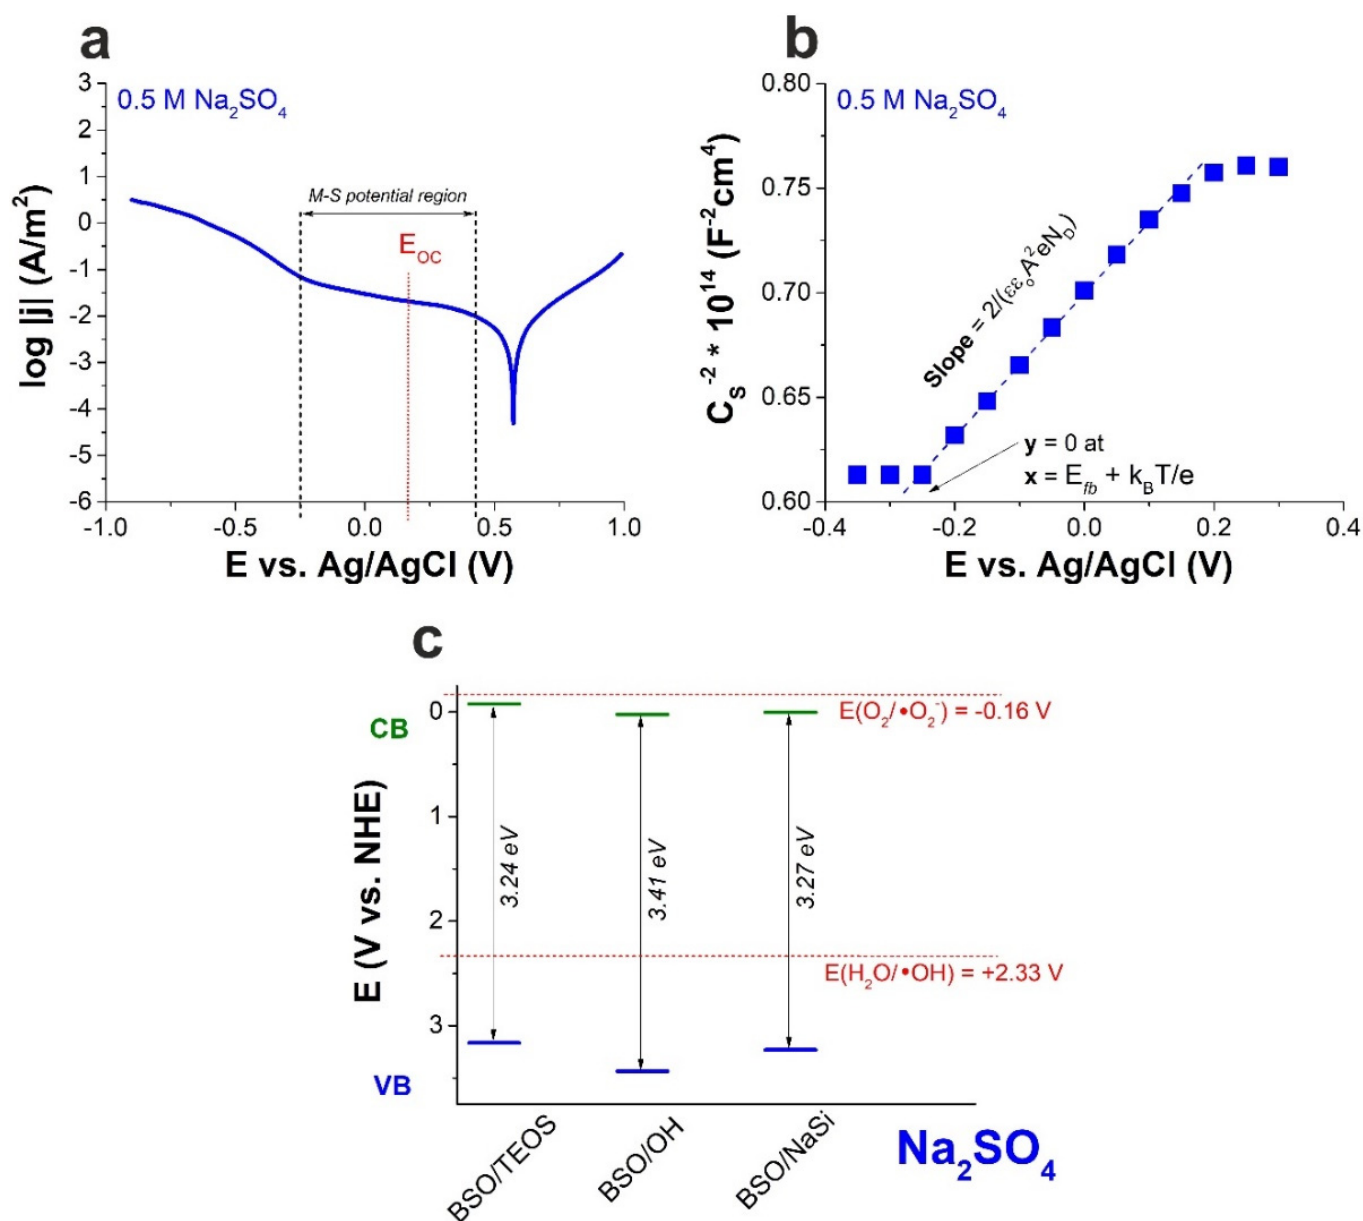 a
0.5 M Na₂SO₄
M-S potential region
E_OC
log |j| (A/m²)
3
2
1
0
-1
-2
-3
-4
-5
-6
-1.0
-0.5
0.0
0.5
1.0
E vs. Ag/AgCl (V)
b
0.5 M Na₂SO₄
C_S⁻² * 10¹⁴ (F⁻²cm⁴)
0.80
0.75
0.70
0.65
0.60
Slope = 2/(εε₀A²eN_D)
y = 0 at
x = E_fb + k_BT/e
-0.4
-0.2
0.0
0.2
0.4
E vs. Ag/AgCl (V)
c
CB
VB
E (V vs. NHE)
0
1
2
3
E(O₂/•O₂⁻) = -0.16 V
3.24 eV
3.41 eV
3.27 eV
E(H₂O/•OH) = +2.33 V
BSO/TEOS
BSO/OH
BSO/NaSi
Na₂SO₄